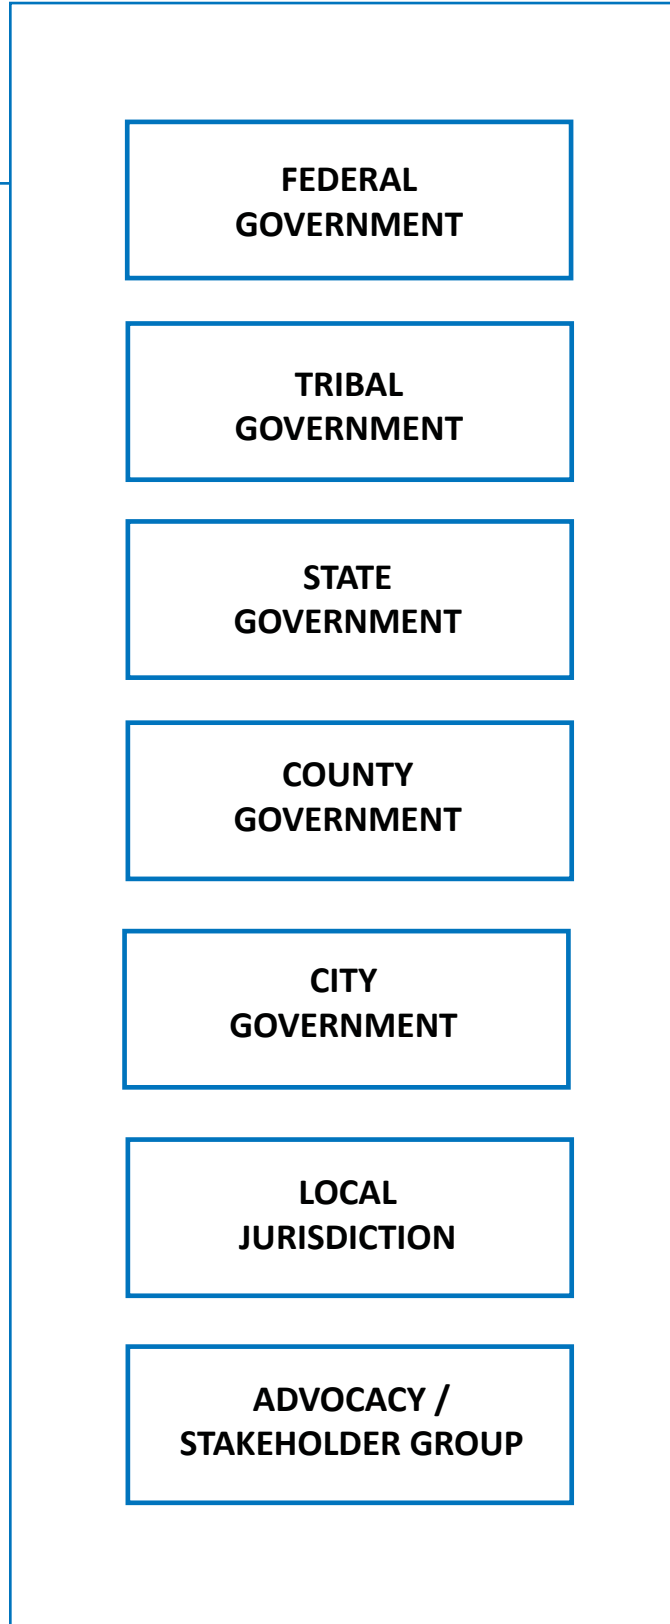 FEDERAL
GOVERNMENT
TRIBAL
GOVERNMENT
STATE
GOVERNMENT
COUNTY
GOVERNMENT
CITY
GOVERNMENT
LOCAL
JURISDICTION
ADVOCACY /
STAKEHOLDER GROUP